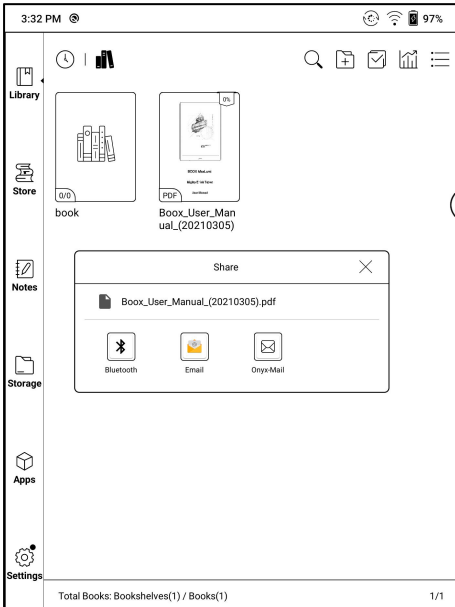 3:32 PM
97%
Library
Store
Notes
Storage
Apps
Settings
0/0
book
0%
PDF
Boox_User_Man
ual_(20210305)
Share
Boox_User_Manual_(20210305).pdf
Bluetooth
Email
Onyx-Mail
Total Books: Bookshelves(1) / Books(1)
1/1